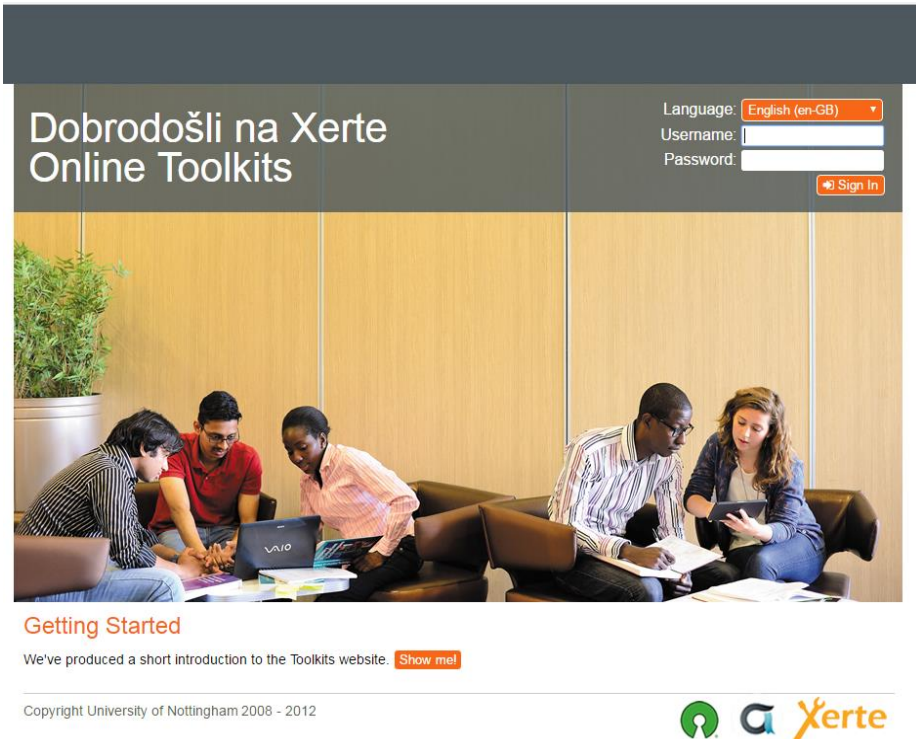 Dobrodošli na Xerte
Online Toolkits
Language: English (en-GB)
Username:
Password:
Sign In
VAIO
Getting Started
We've produced a short introduction to the Toolkits website. Show me!
Copyright University of Nottingham 2008 - 2012
Xerte